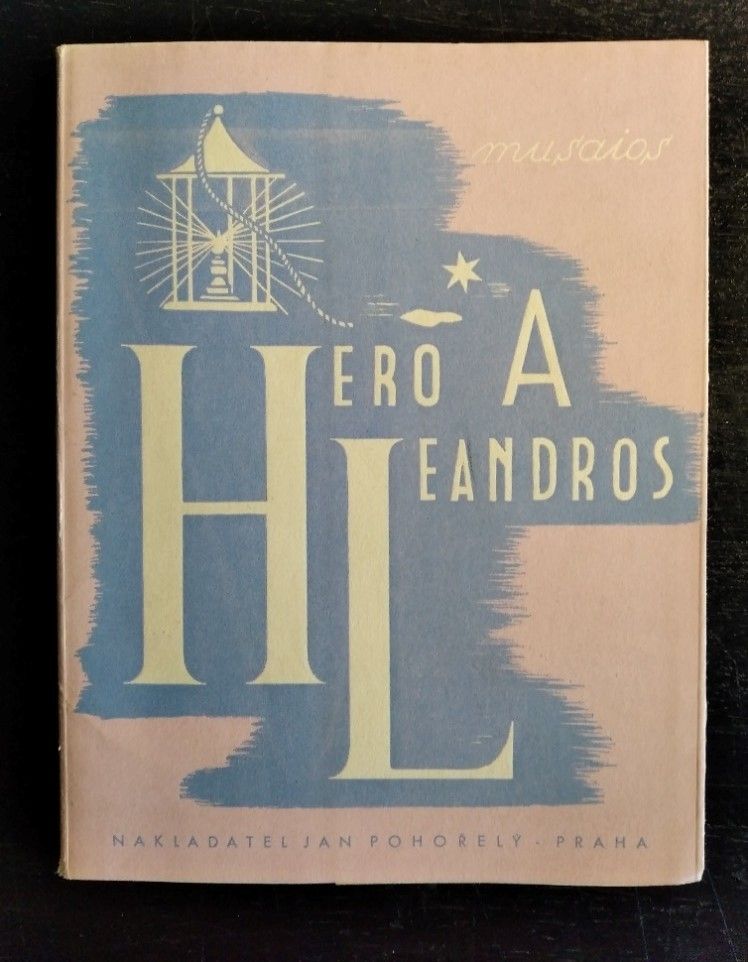 musaios
HERO A
LEANDROS
NAKLADATEL JAN POHOŘELÝ - PRAHA